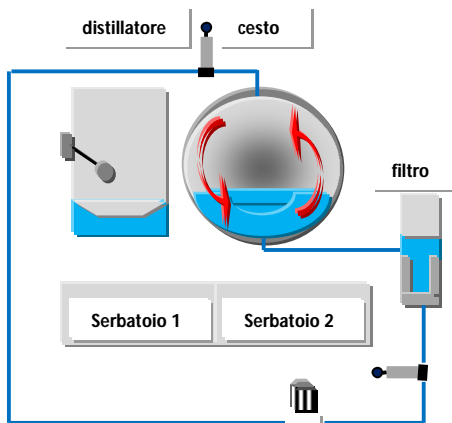 distillatore
cesto
filtro
Serbatoio 1
Serbatoio 2